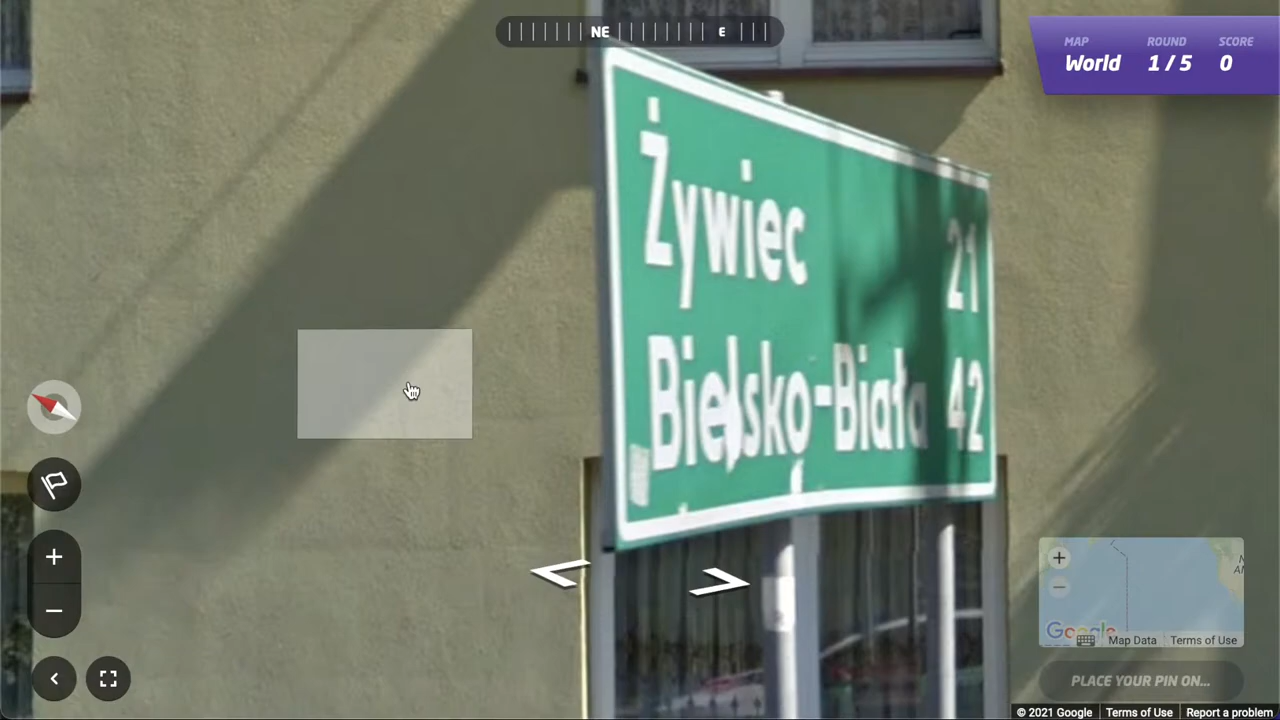 NE E
MAP ROUND SCORE
World 1 / 5 0
Żywiec 21
Bielsko-Biała 42
Google
Map Data Terms of Use
PLACE YOUR PIN ON...
© 2021 Google Terms of Use Report a problem